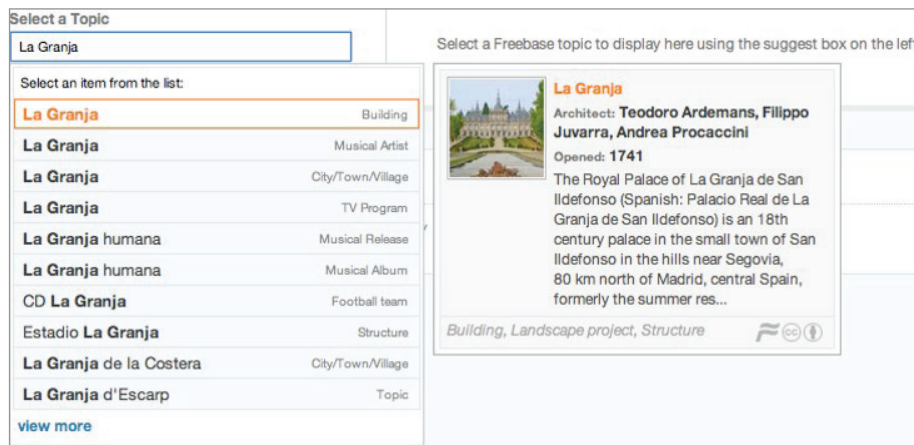 Select a Topic
La Granja
Select an item from the list:
La Granja Building
La Granja Musical Artist
La Granja City/Town/Village
La Granja TV Program
La Granja humana Musical Release
La Granja humana Musical Album
CD La Granja Football team
Estadio La Granja Structure
La Granja de la Costera City/Town/Village
La Granja d'Escarp Topic
view more
Select a Freebase topic to display here using the suggest box on the left
La Granja
Architect: Teodoro Ardemans, Filippo
Juvarra, Andrea Procaccini
Opened: 1741
The Royal Palace of La Granja de San
Ildefonso (Spanish: Palacio Real de La
Granja de San Ildefonso) is an 18th
century palace in the small town of San
Ildefonso in the hills near Segovia,
80 km north of Madrid, central Spain,
formerly the summer res...
Building, Landscape project, Structure
cc